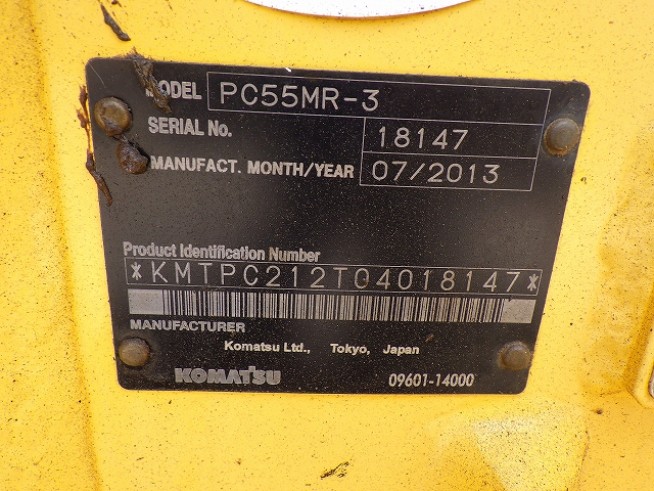 MODEL PC55MR-3
SERIAL No. 18147
MANUFACT. MONTH/YEAR 07/2013
Product Identification Number
*KMTPC212T04018147*
MANUFACTURER
Komatsu Ltd., Tokyo, Japan
KOMATSU 09601-14000